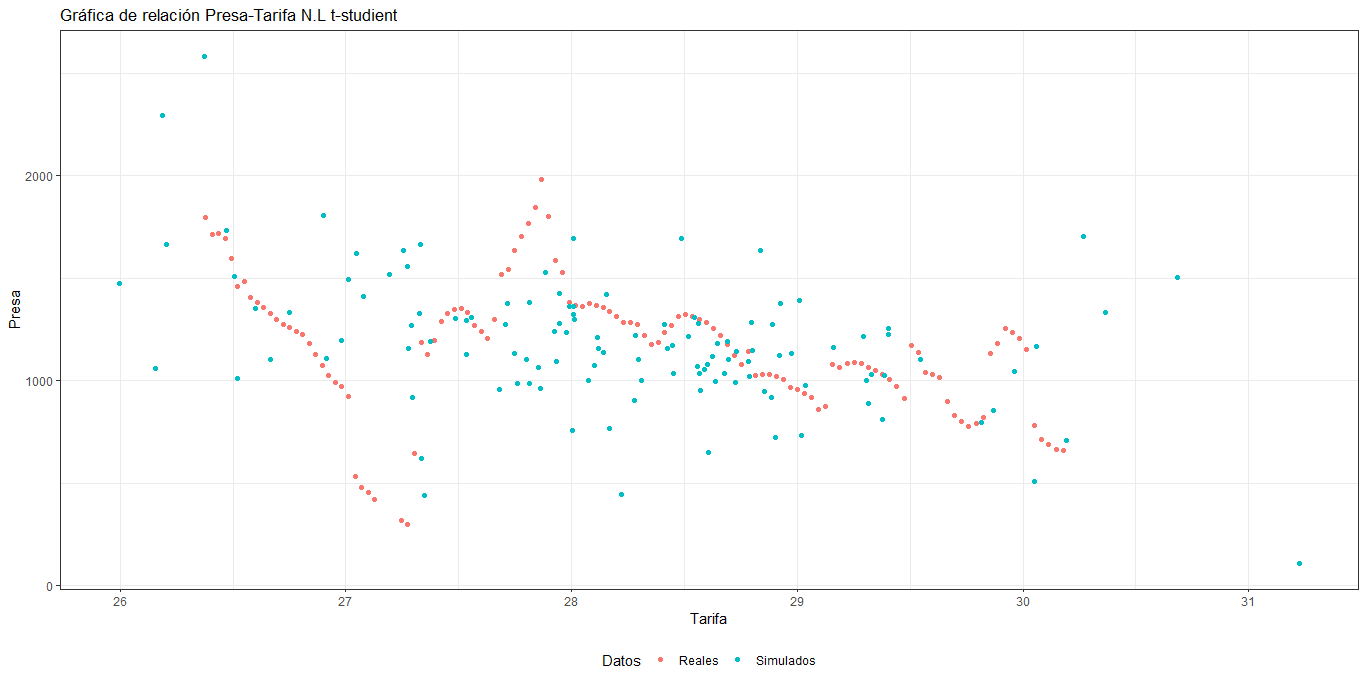 Gráfica de relación Presa-Tarifa N.L t-studient
2000
1000
0
Presa
26 27 28 29 30 31
Tarifa
Datos Reales Simulados